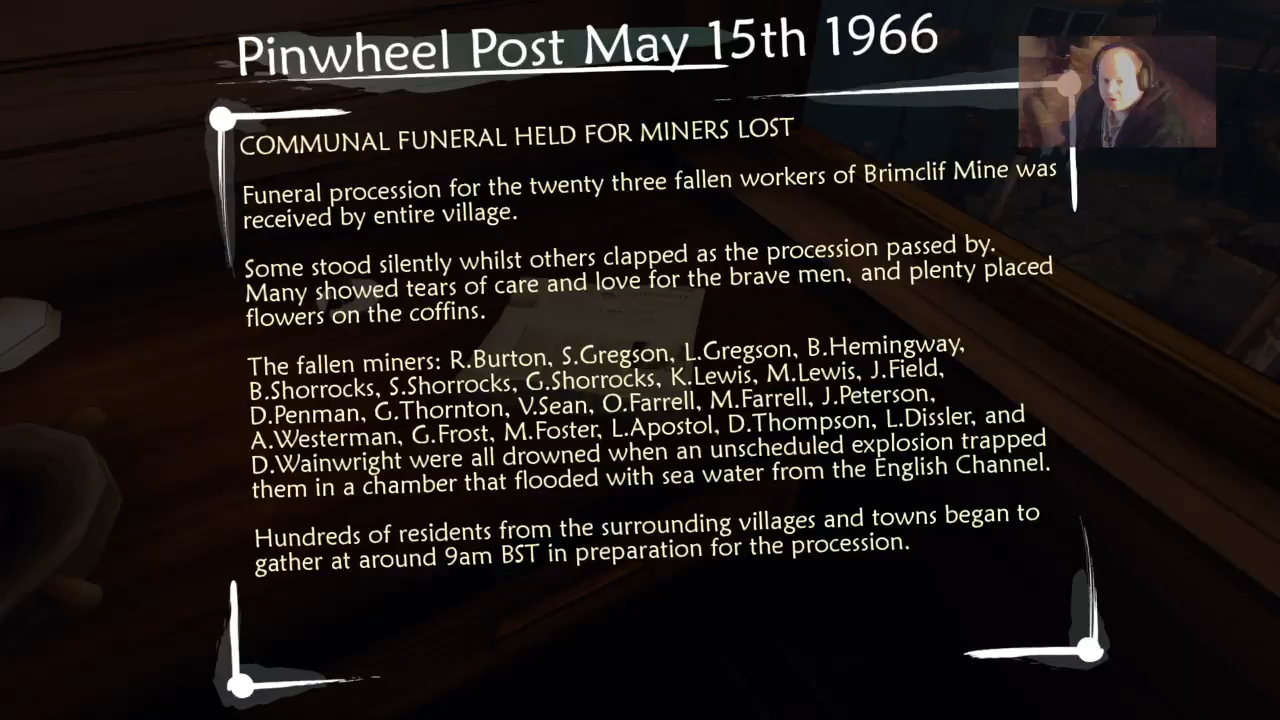 Pinwheel Post May 15th 1966
COMMUNAL FUNERAL HELD FOR MINERS LOST
Funeral procession for the twenty three fallen workers of Brimclif Mine was
received by entire village.
Some stood silently whilst others clapped as the procession passed by.
Many showed tears of care and love for the brave men, and plenty placed
flowers on the coffins.
The fallen miners: R.Burton, S.Gregson, L.Gregson, B.Hemingway,
B.Shorrocks, S.Shorrocks, G.Shorrocks, K.Lewis, M.Lewis, J.Field,
D.Penman, G.Thornton, V.Sean, O.Farrell, M.Farrell, J.Peterson,
A.Westerman, G.Frost, M.Foster, L.Apostol, D.Thompson, L.Dissler, and
D.Wainwright were all drowned when an unscheduled explosion trapped
them in a chamber that flooded with sea water from the English Channel.
Hundreds of residents from the surrounding villages and towns began to
gather at around 9am BST in preparation for the procession.